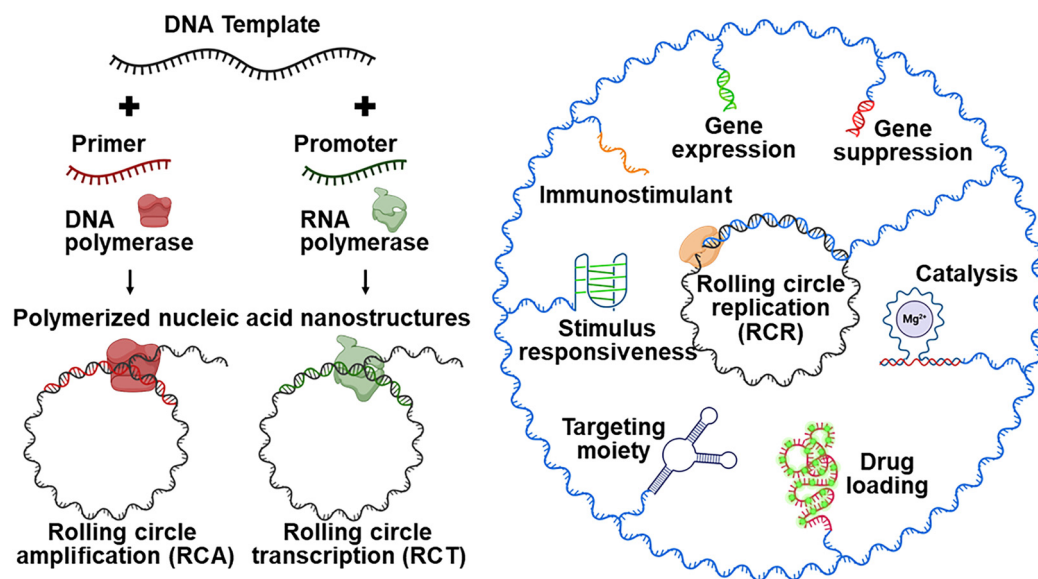 DNA Template
Primer
Promoter
DNA
polymerase
RNA
polymerase
Polymerized nucleic acid nanostructures
Rolling circle
amplification (RCA)
Rolling circle
transcription (RCT)
Gene
expression
Gene
suppression
Immunostimulant
Rolling circle
replication
(RCR)
Catalysis
Mg²⁺
Stimulus
responsiveness
Targeting
moiety
Drug
loading